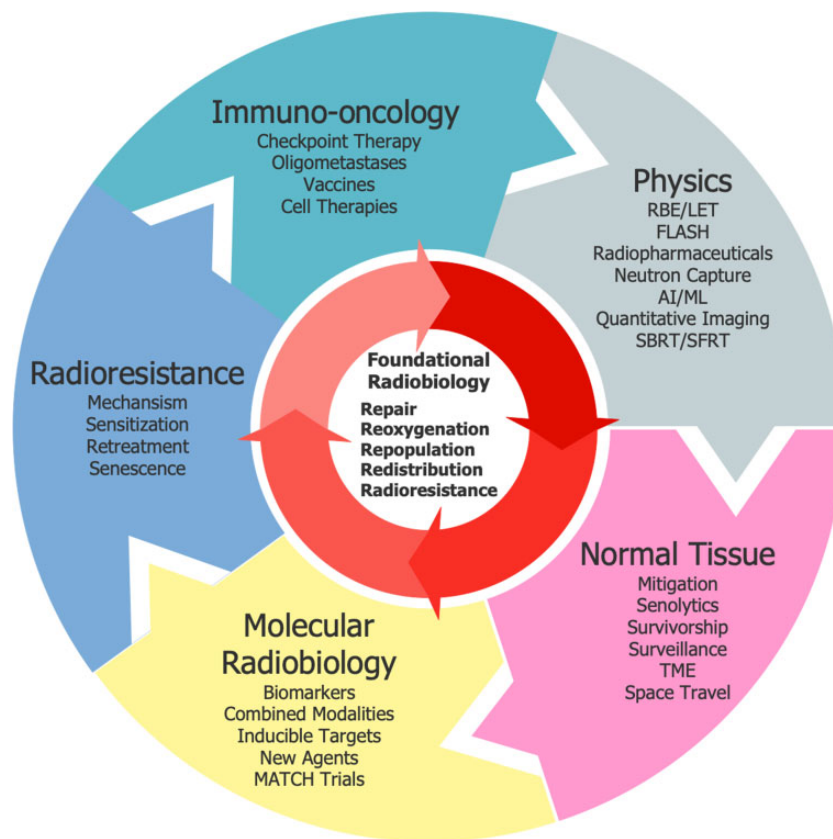 Immuno-oncology
Checkpoint Therapy
Oligometastases
Vaccines
Cell Therapies
Physics
RBE/LET
FLASH
Radiopharmaceuticals
Neutron Capture
AI/ML
Quantitative Imaging
SBRT/SFRT
Normal Tissue
Mitigation
Senolytics
Survivorship
Surveillance
TME
Space Travel
Molecular
Radiobiology
Biomarkers
Combined Modalities
Inducible Targets
New Agents
MATCH Trials
Radioresistance
Mechansism
Sensitization
Retreatment
Senescence
Foundational
Radiobiology
Repair
Reoxygenation
Repopulation
Redistribution
Radioresistance